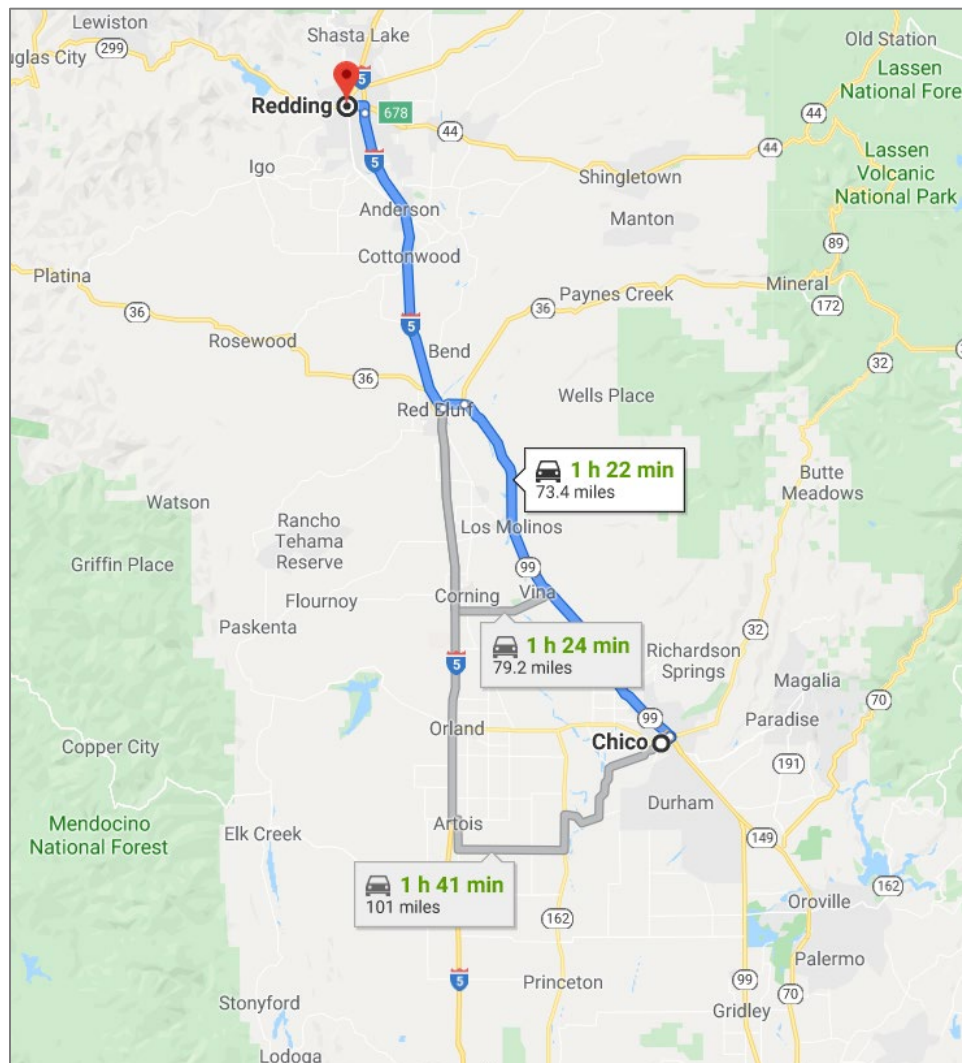 Lewiston
Shasta Lake
299
uglas City
Old Station
5
Lassen
National Fore
Redding
678
44
44
44
5
Lassen
Volcanic
National Park
Igo
Shingletown
Anderson
Manton
Cottonwood
89
Platina
Mineral
Paynes Creek
36
36
172
5
Rosewood
Bend
32
36
Wells Place
Red Bluff
1 h 22 min
73.4 miles
Butte
Meadows
Watson
Rancho
Tehama
Reserve
Los Molinos
Griffin Place
99
Flournoy
Corning
Vina
Paskenta
32
1 h 24 min
79.2 miles
Richardson
Springs
5
Magalia
70
99
Paradise
Orland
Chico
Copper City
191
Durham
Mendocino
National Forest
Elk Creek
Artois
149
1 h 41 min
101 miles
162
Oroville
162
Palermo
5
Princeton
99
70
Stonyford
Gridley
Lodoga